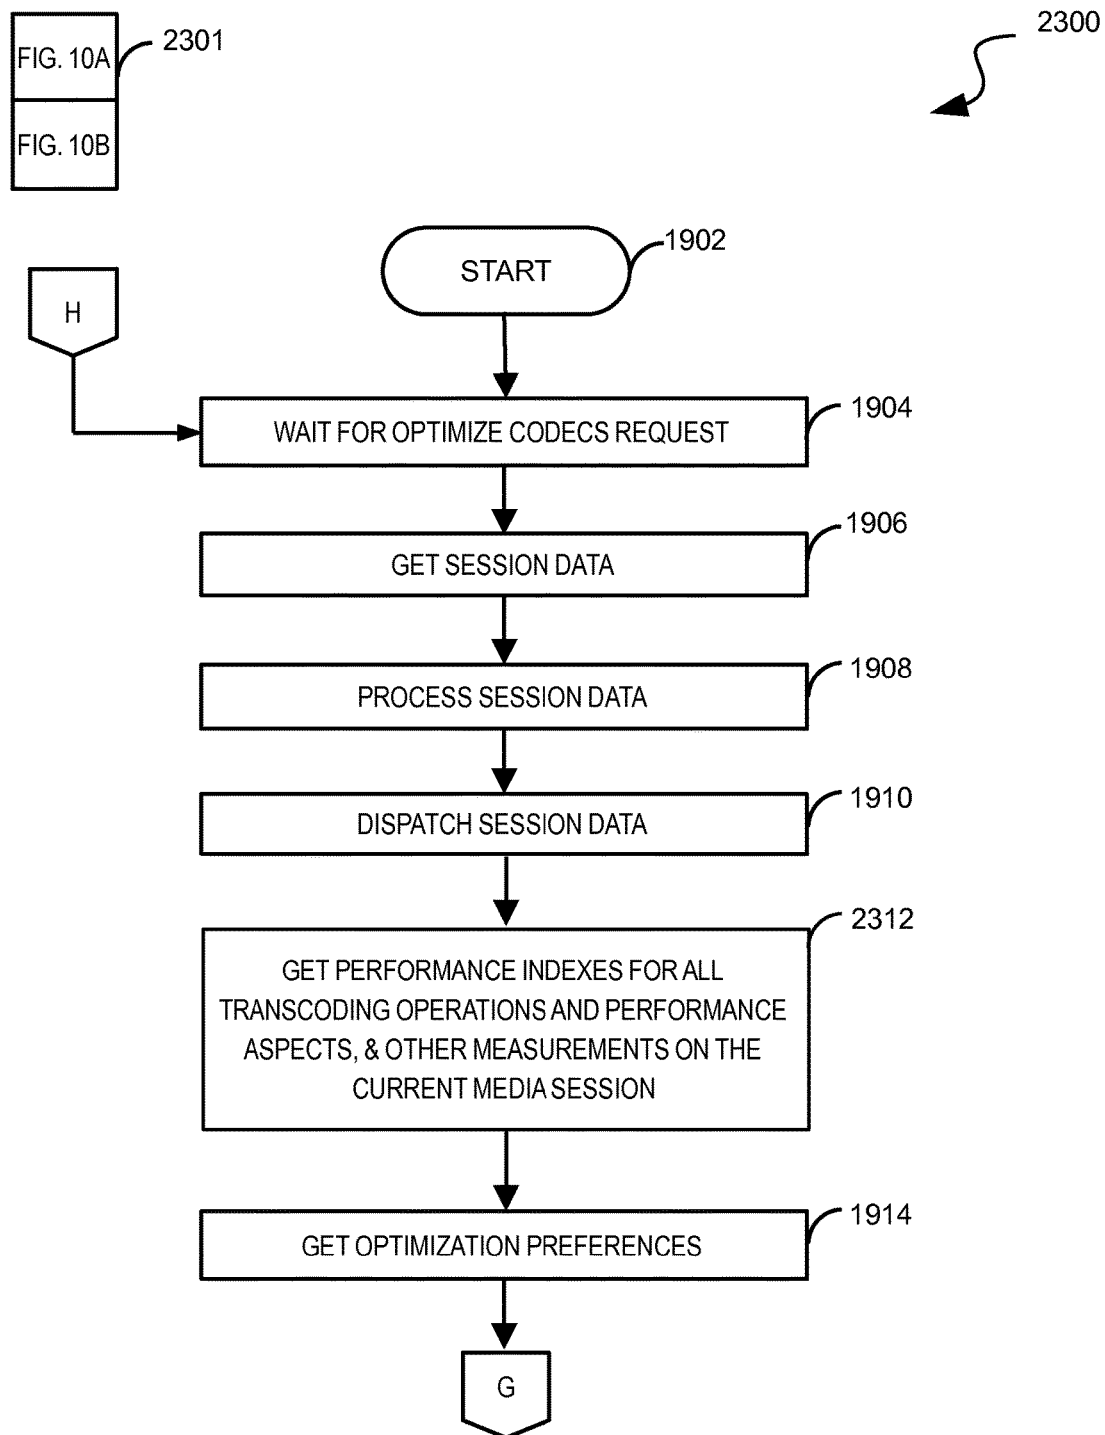 FIG. 10A
2301
2300
FIG. 10B
START
1902
H
WAIT FOR OPTIMIZE CODECS REQUEST
1904
GET SESSION DATA
1906
PROCESS SESSION DATA
1908
DISPATCH SESSION DATA
1910
GET PERFORMANCE INDEXES FOR ALL
TRANSCODING OPERATIONS AND PERFORMANCE
ASPECTS, & OTHER MEASUREMENTS ON THE
CURRENT MEDIA SESSION
2312
GET OPTIMIZATION PREFERENCES
1914
G